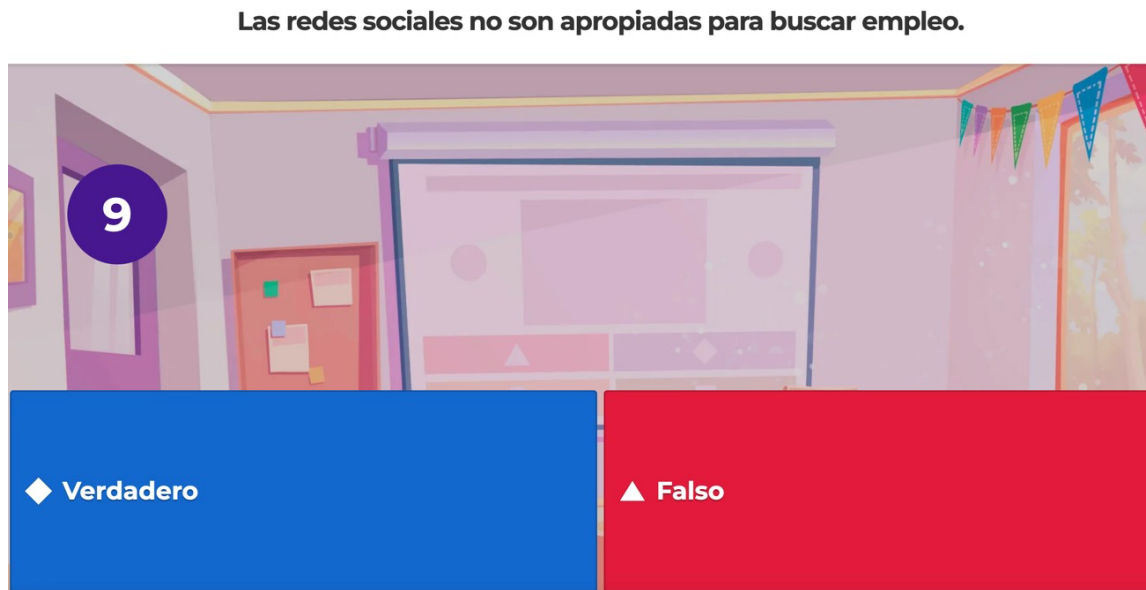 Las redes sociales no son apropiadas para buscar empleo.
9
Verdadero
Falso